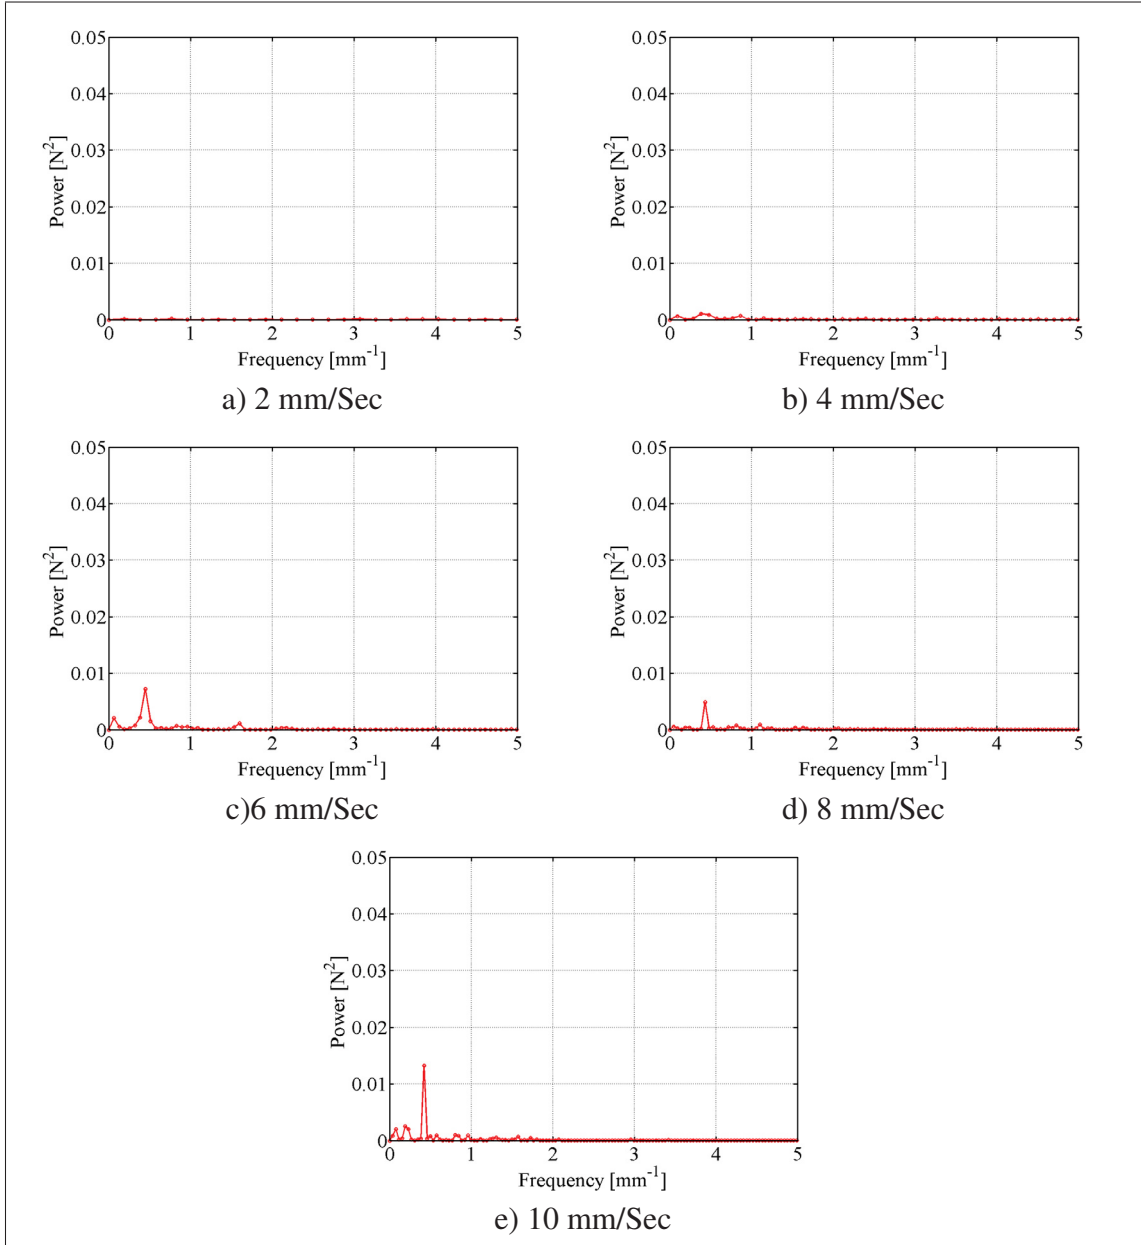 0.05
0.04
0.03
0.02
0.01
0
Power [N²]
0 1 2 3 4 5
Frequency [mm⁻¹]
a) 2 mm/Sec
0.05
0.04
0.03
0.02
0.01
0
Power [N²]
0 1 2 3 4 5
Frequency [mm⁻¹]
b) 4 mm/Sec
0.05
0.04
0.03
0.02
0.01
0
Power [N²]
0 1 2 3 4 5
Frequency [mm⁻¹]
c)6 mm/Sec
0.05
0.04
0.03
0.02
0.01
0
Power [N²]
0 1 2 3 4 5
Frequency [mm⁻¹]
d) 8 mm/Sec
0.05
0.04
0.03
0.02
0.01
0
Power [N²]
0 1 2 3 4 5
Frequency [mm⁻¹]
e) 10 mm/Sec